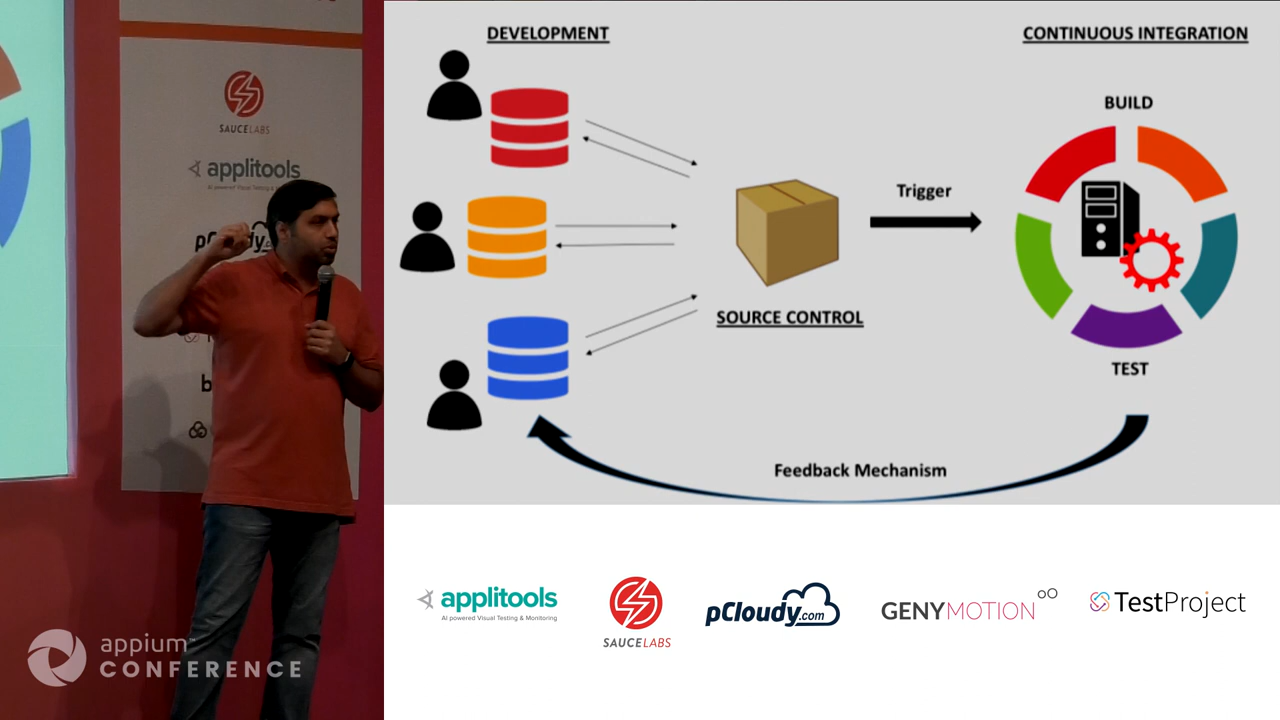 SAUCELABS
applitools
pCloudy
b
appium
CONFERENCE
DEVELOPMENT
CONTINUOUS INTEGRATION
BUILD
Trigger
SOURCE CONTROL
TEST
Feedback Mechanism
applitools
AI powered Visual Testing & Monitoring
SAUCELABS
pCloudy.com
GENYMOTION
TestProject